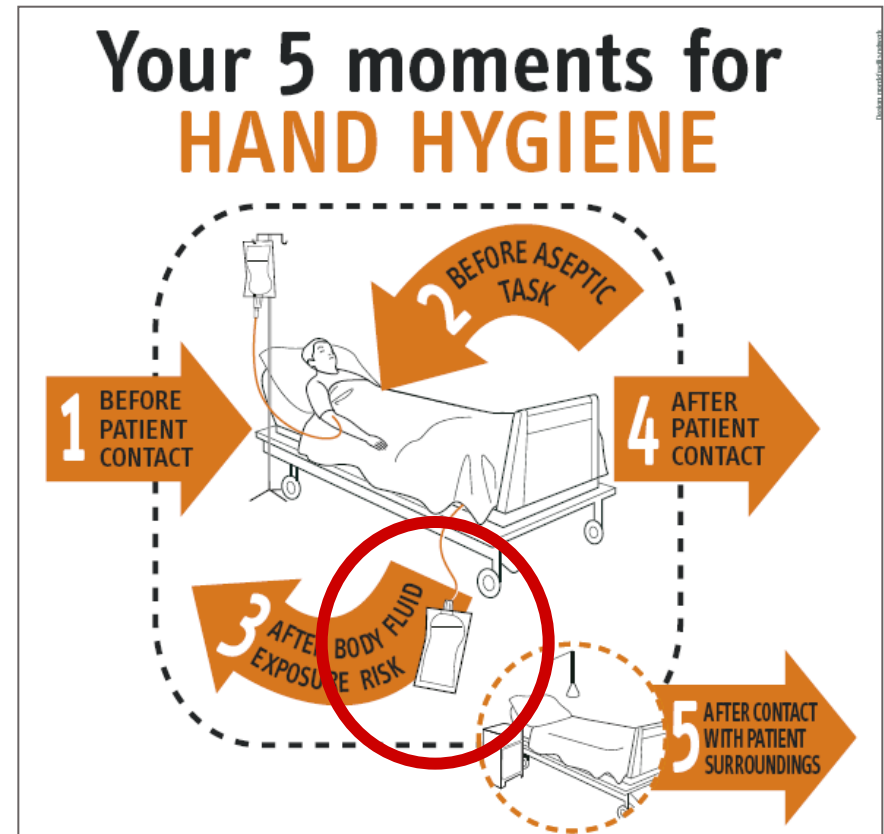 Your 5 moments for
HAND HYGIENE
1 BEFORE
PATIENT
CONTACT
2 BEFORE ASEPTIC
TASK
3 AFTER BODY FLUID
EXPOSURE RISK
4 AFTER
PATIENT
CONTACT
5 AFTER CONTACT
WITH PATIENT
SURROUNDINGS